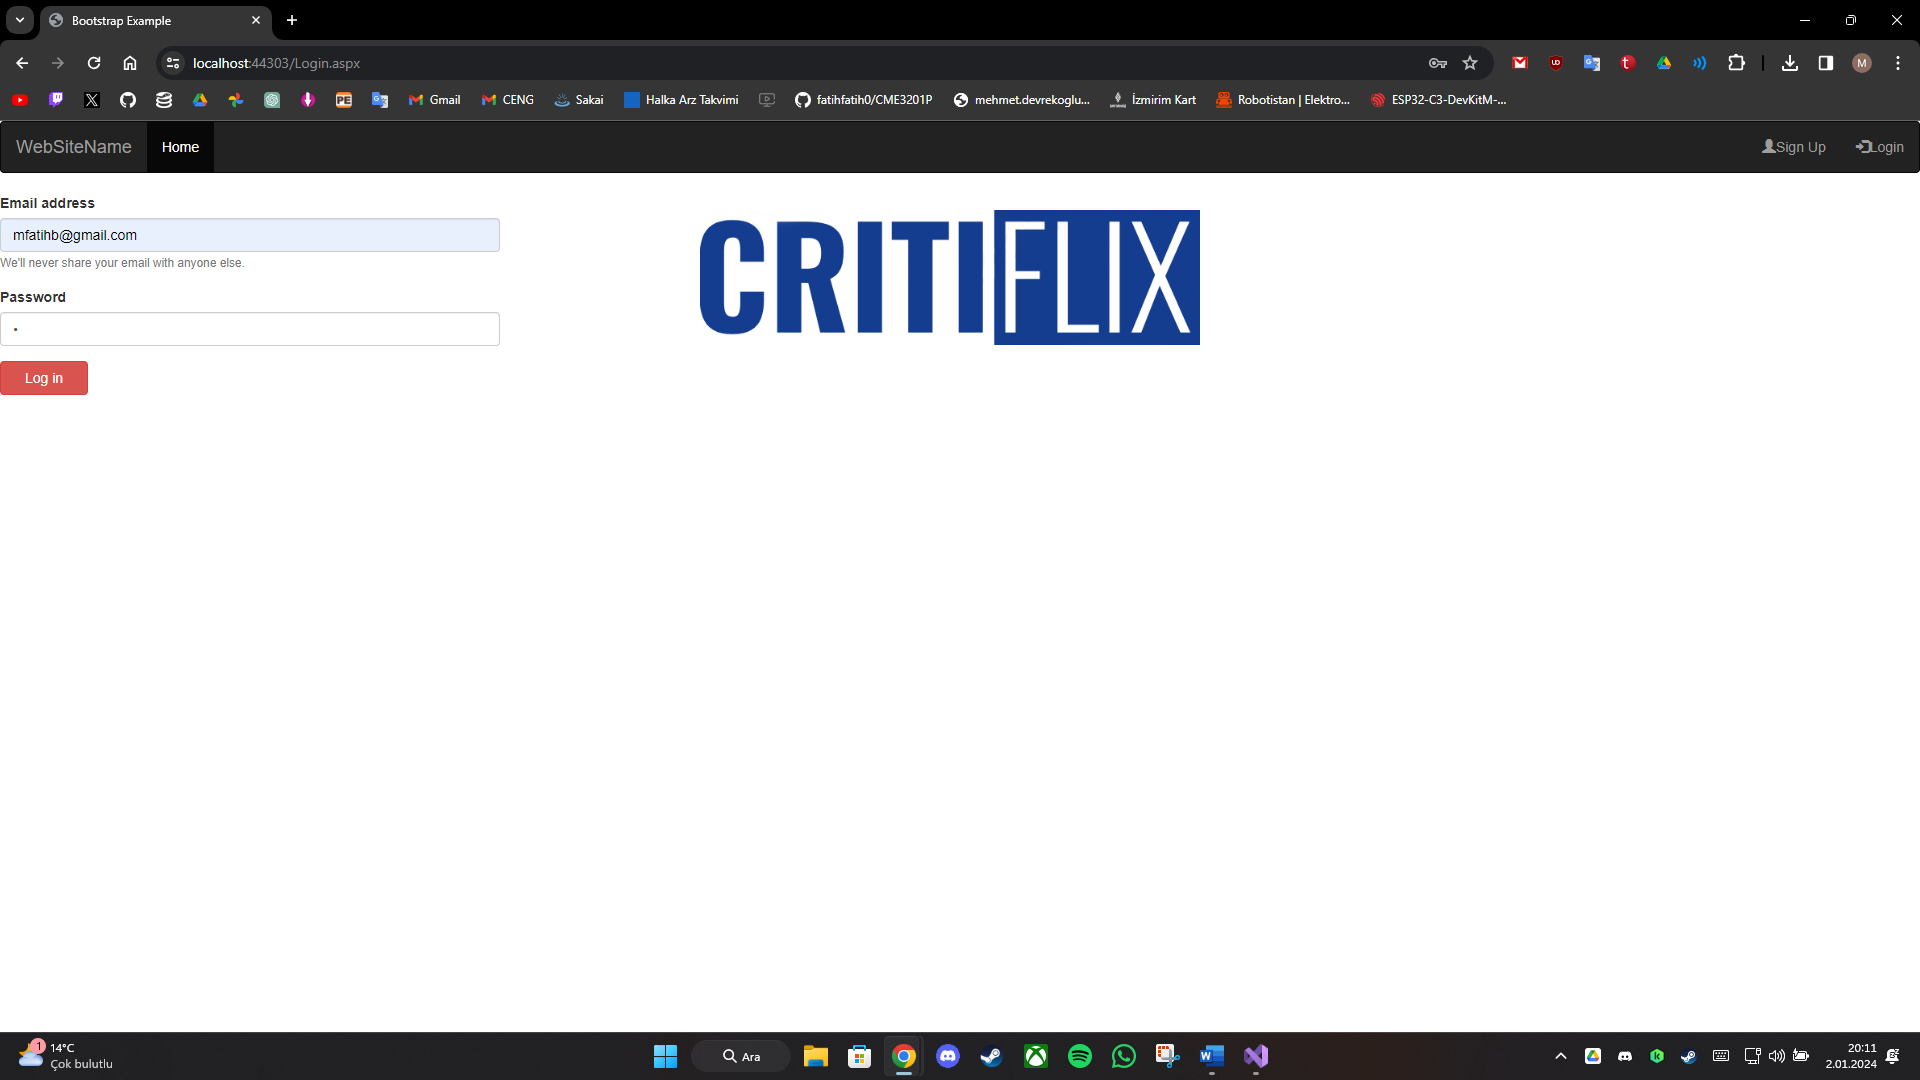 Bootstrap Example
localhost:44303/Login.aspx
Gmail
CENG
Sakai
Halka Arz Takvimi
fatihfatih0/CME3201P
mehmet.devrekoglu...
İzmirim Kart
Robotistan | Elektro...
ESP32-C3-DevKitM-...
WebSiteName
Home
Sign Up
Login
Email address
mfatihb@gmail.com
We'll never share your email with anyone else.
Password
Log in
CRITIFLIX
1
14°C
Çok bulutlu
Ara
20:11
2.01.2024